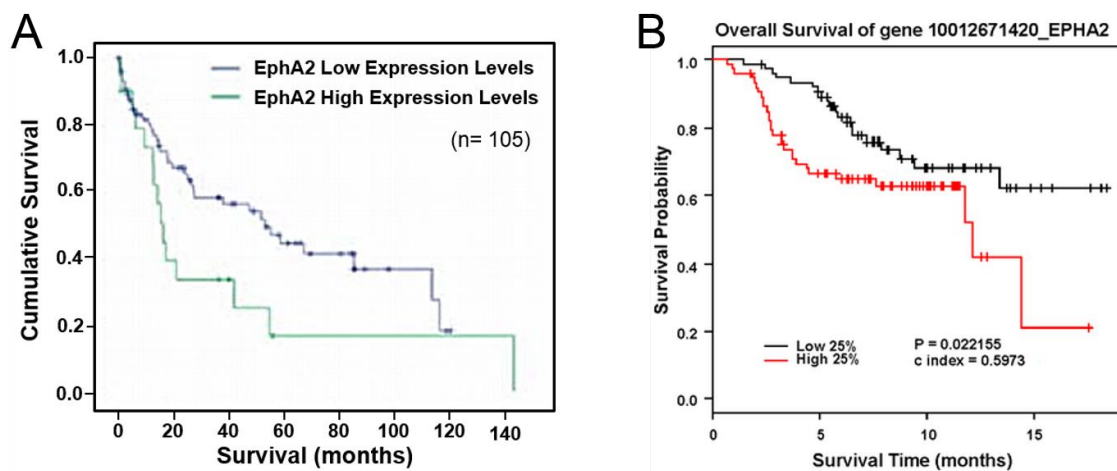 A
1.0
0.8
0.6
0.4
0.2
0.0
Cumulative Survival
EphA2 Low Expression Levels
EphA2 High Expression Levels
(n= 105)
0 20 40 60 80 100 120 140
Survival (months)
B
Overall Survival of gene 10012671420_EPHA2
1.0
0.8
0.6
0.4
0.2
0.0
Survival Probability
Low 25%
High 25%
P = 0.022155
c index = 0.5973
0 5 10 15
Survival Time (months)